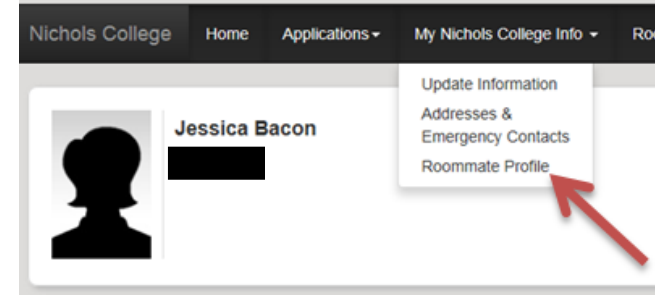 Nichols College Home Applications My Nichols College Info
Update Information
Addresses &
Emergency Contacts
Roommate Profile
Jessica Bacon